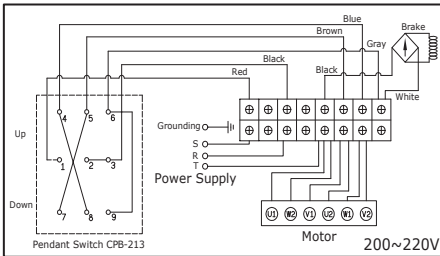 Blue
Brake
Brown
Gray
Black
Red
Black
White
4 5 6
Up
1 2 3
Down
7 8 9
Grounding
S
R
T
Power Supply
U1 W2 V1 U2 W1 V2
Motor
Pendant Switch CPB-213
200~220V